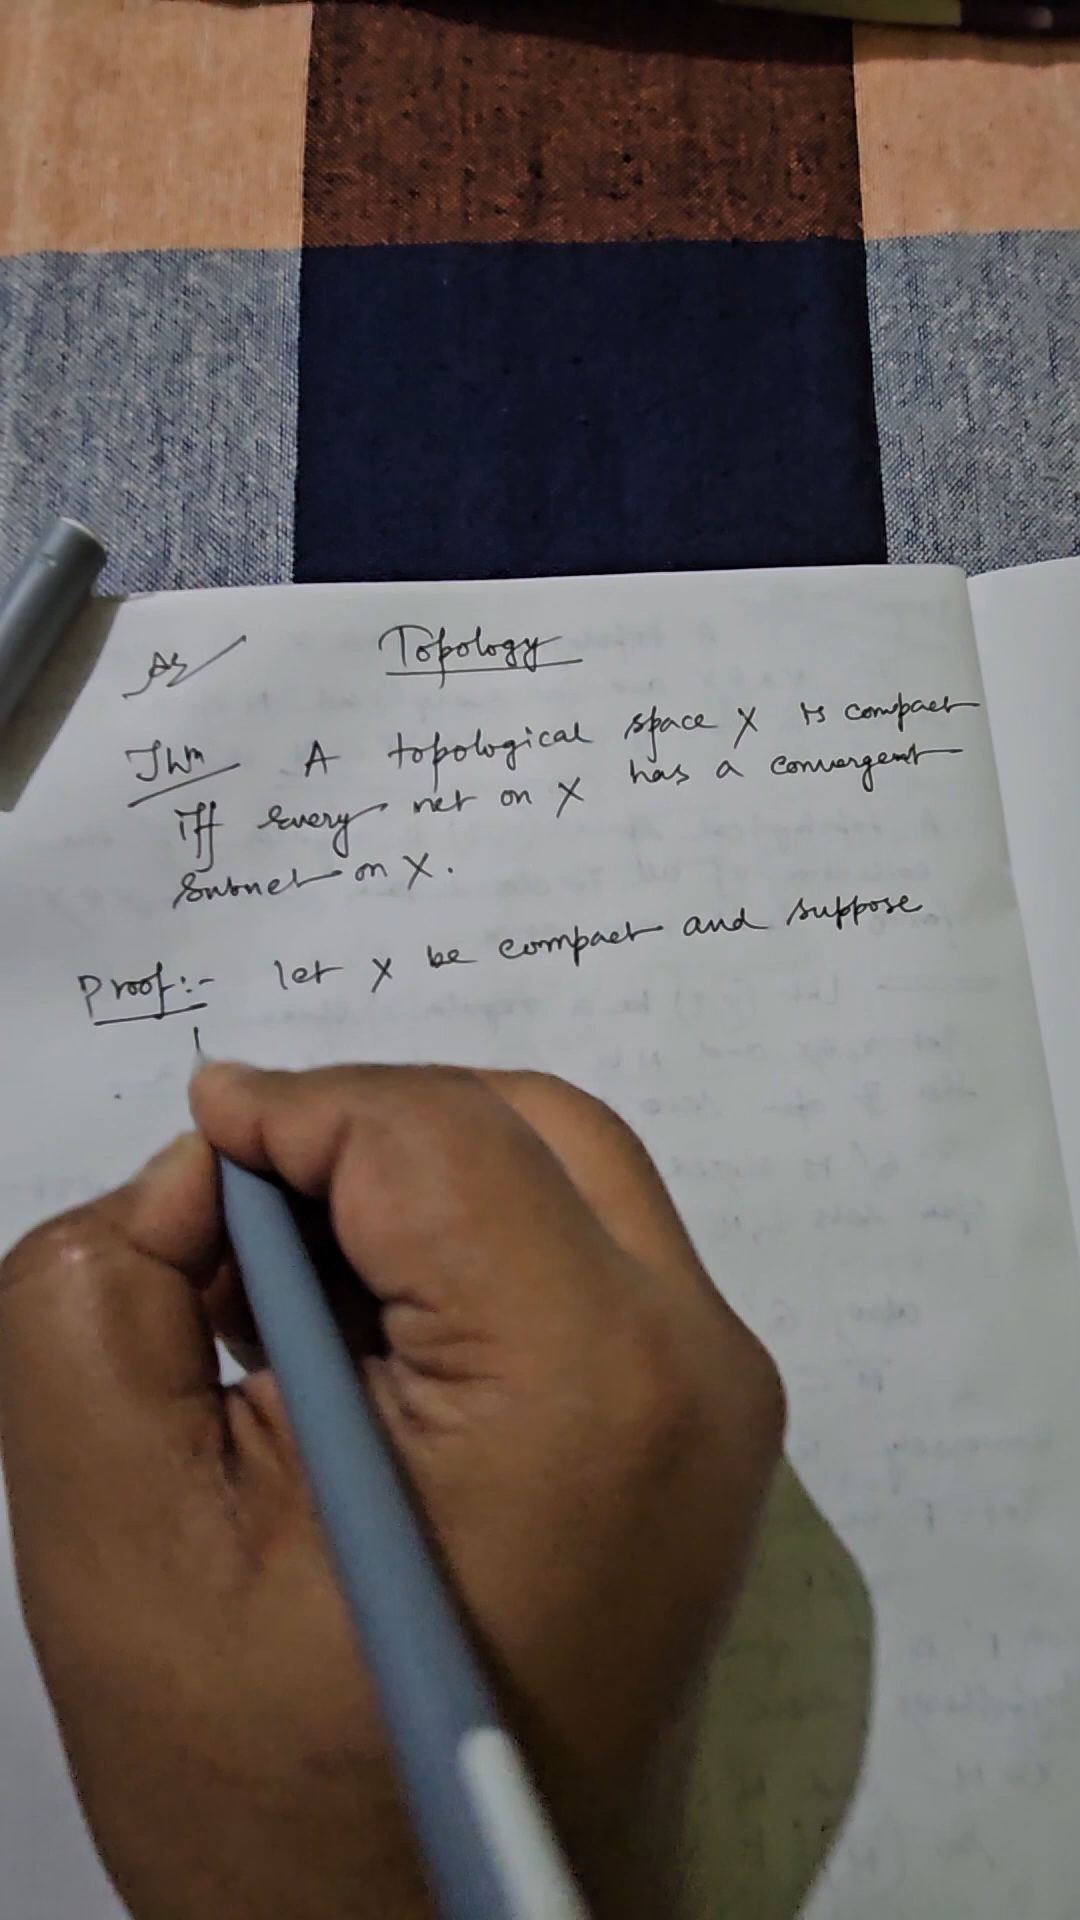 Topology
Thm A topological space X is compact
iff every net on X has a convergent
subnet on X.
Proof:- let X be compact and suppose